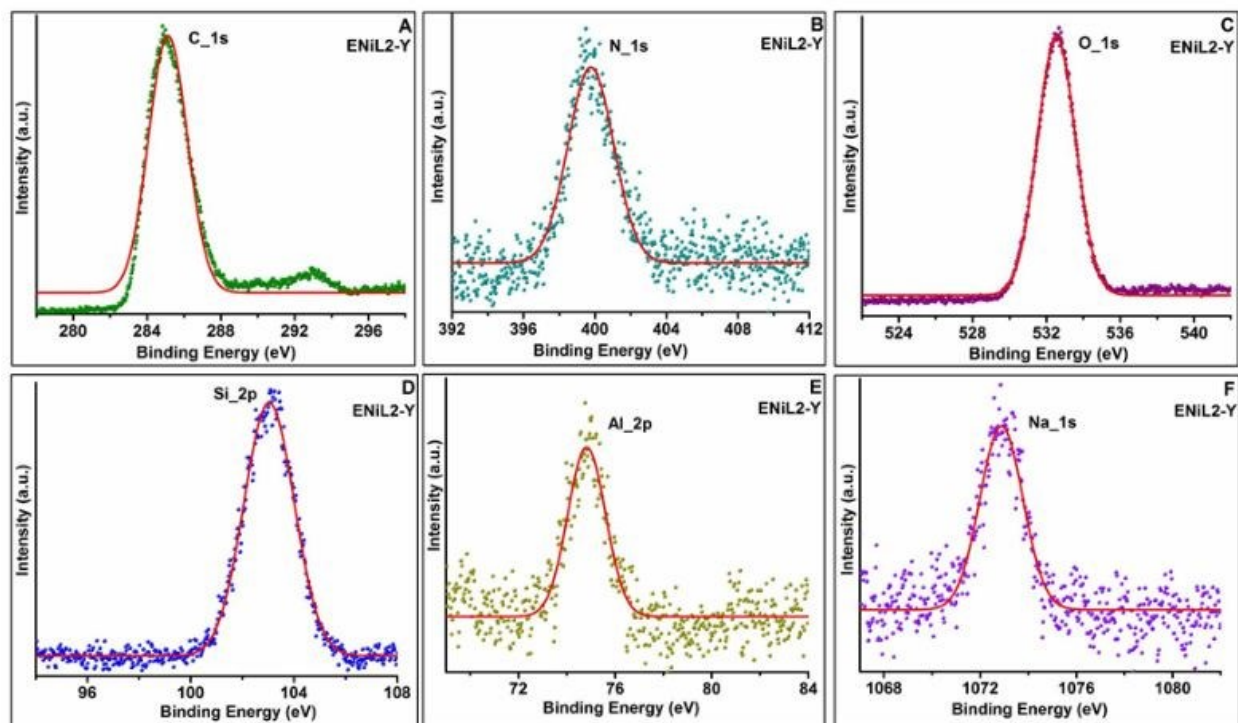 A
C_1s
ENiL2-Y
Intensity (a.u.)
280 284 288 292 296
Binding Energy (eV)
B
N_1s
ENiL2-Y
Intensity (a.u.)
392 396 400 404 408 412
Binding Energy (eV)
C
O_1s
ENiL2-Y
Intensity (a.u.)
524 528 532 536 540
Binding Energy (eV)
D
Si_2p
ENiL2-Y
Intensity (a.u.)
96 100 104 108
Binding Energy (eV)
E
Al_2p
ENiL2-Y
Intensity (a.u.)
72 76 80 84
Binding Energy (eV)
F
Na_1s
ENiL2-Y
Intensity (a.u.)
1068 1072 1076 1080
Binding Energy (eV)